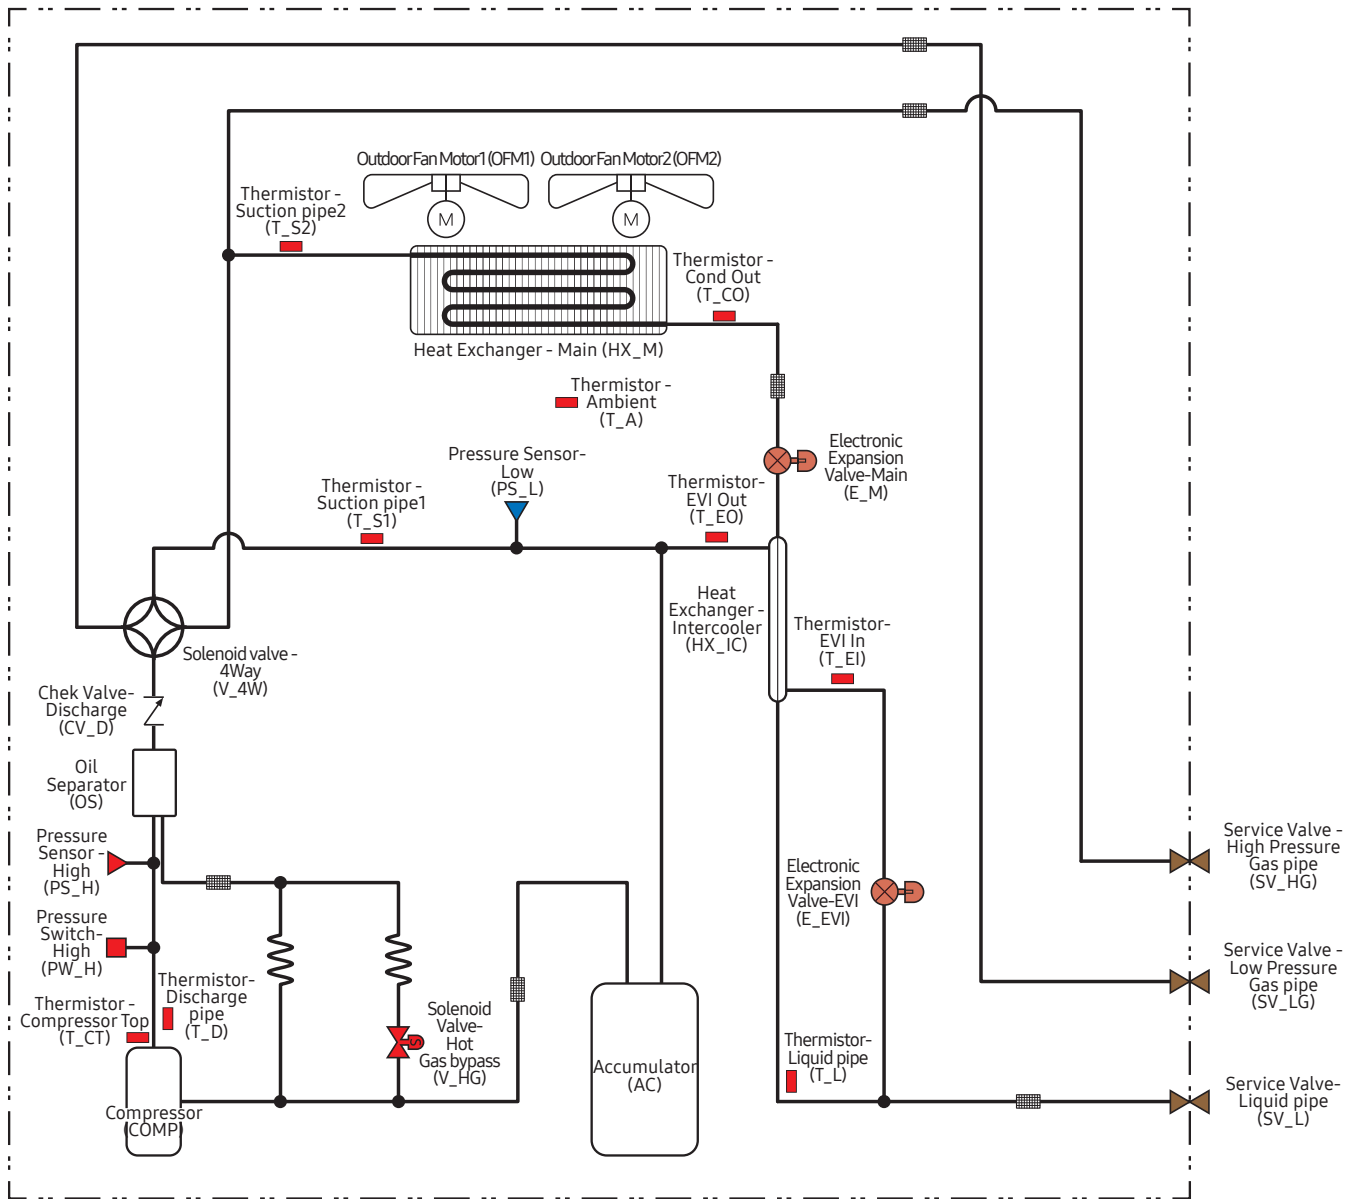 Outdoor Fan Motor1 (OFM1)
Outdoor Fan Motor2 (OFM2)
M
M
Thermistor -
Suction pipe2
(T_S2)
Thermistor -
Cond Out
(T_CO)
Heat Exchanger - Main (HX_M)
Thermistor -
Ambient
(T_A)
Electronic
Expansion
Valve-Main
(E_M)
Pressure Sensor-
Low
(PS_L)
Thermistor -
Suction pipe1
(T_S1)
Thermistor-
EVI Out
(T_EO)
Heat
Exchanger -
Intercooler
(HX_IC)
Thermistor-
EVI In
(T_EI)
Solenoid valve -
4Way
(V_4W)
Chek Valve-
Discharge
(CV_D)
Oil
Separator
(OS)
Pressure
Sensor -
High
(PS_H)
Pressure
Switch-
High
(PW_H)
Thermistor-
Discharge
pipe
(T_D)
Thermistor -
Compressor Top
(T_CT)
Compressor
(COMP)
S
Solenoid
Valve-
Hot
Gas bypass
(V_HG)
Accumulator
(AC)
Electronic
Expansion
Valve-EVI
(E_EVI)
Thermistor-
Liquid pipe
(T_L)
Service Valve -
High Pressure
Gas pipe
(SV_HG)
Service Valve -
Low Pressure
Gas pipe
(SV_LG)
Service Valve-
Liquid pipe
(SV_L)